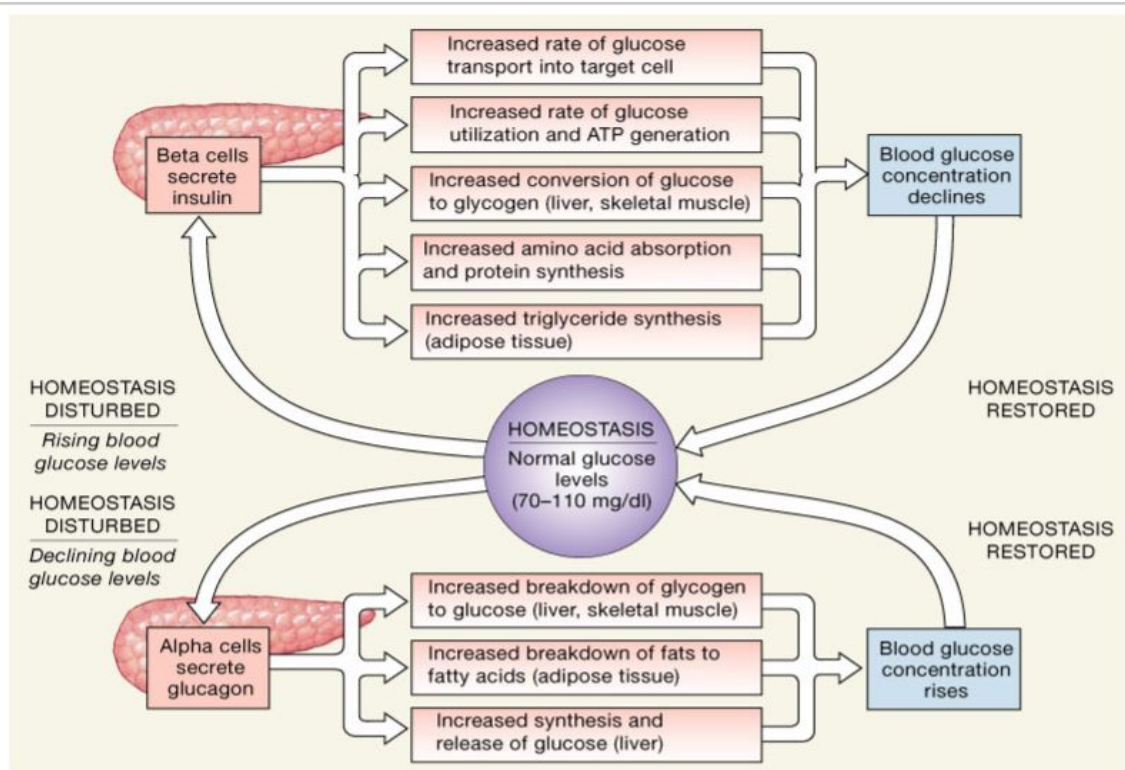 Increased rate of glucose
transport into target cell
Increased rate of glucose
utilization and ATP generation
Beta cells
secrete
insulin
Increased conversion of glucose
to glycogen (liver, skeletal muscle)
Increased amino acid absorption
and protein synthesis
Increased triglyceride synthesis
(adipose tissue)
Blood glucose
concentration
declines
HOMEOSTASIS
DISTURBED
Rising blood
glucose levels
HOMEOSTASIS
RESTORED
HOMEOSTASIS
Normal glucose
levels
(70–110 mg/dl)
HOMEOSTASIS
DISTURBED
Declining blood
glucose levels
HOMEOSTASIS
RESTORED
Alpha cells
secrete
glucagon
Increased breakdown of glycogen
to glucose (liver, skeletal muscle)
Increased breakdown of fats to
fatty acids (adipose tissue)
Increased synthesis and
release of glucose (liver)
Blood glucose
concentration
rises